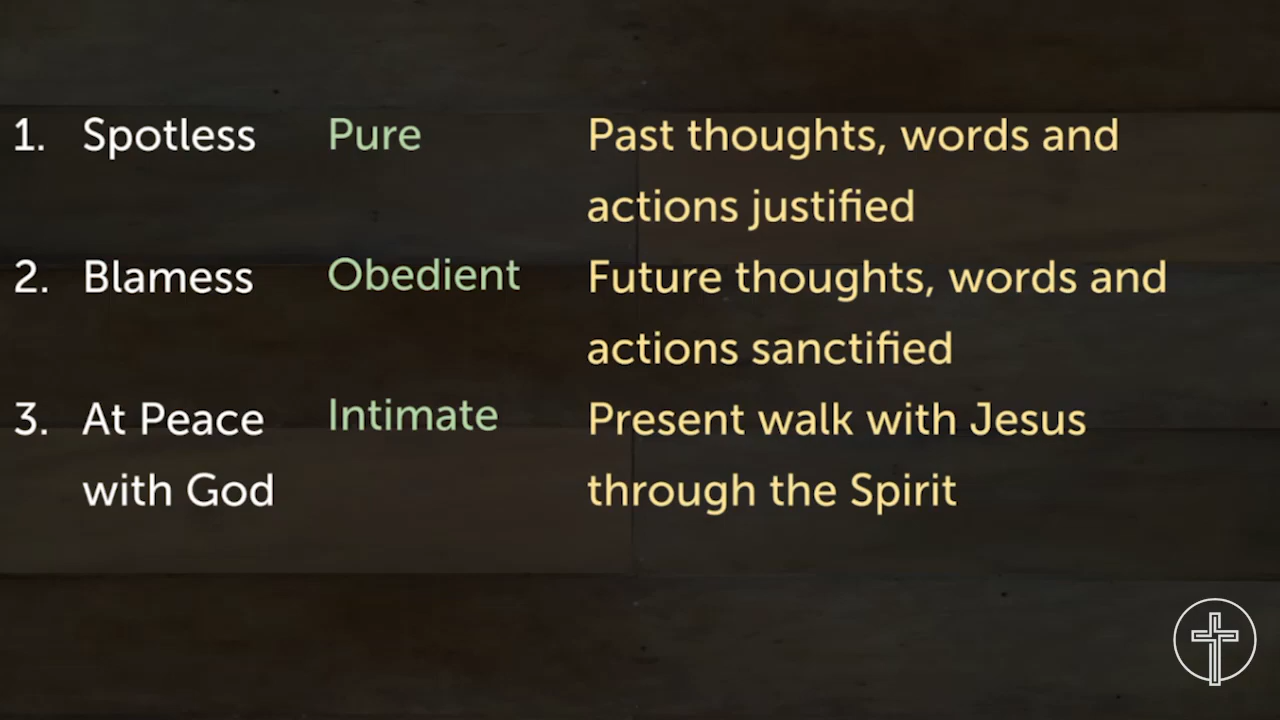 1. Spotless Pure Past thoughts, words and
actions justified
2. Blamess Obedient Future thoughts, words and
actions sanctified
3. At Peace Intimate Present walk with Jesus
with God through the Spirit